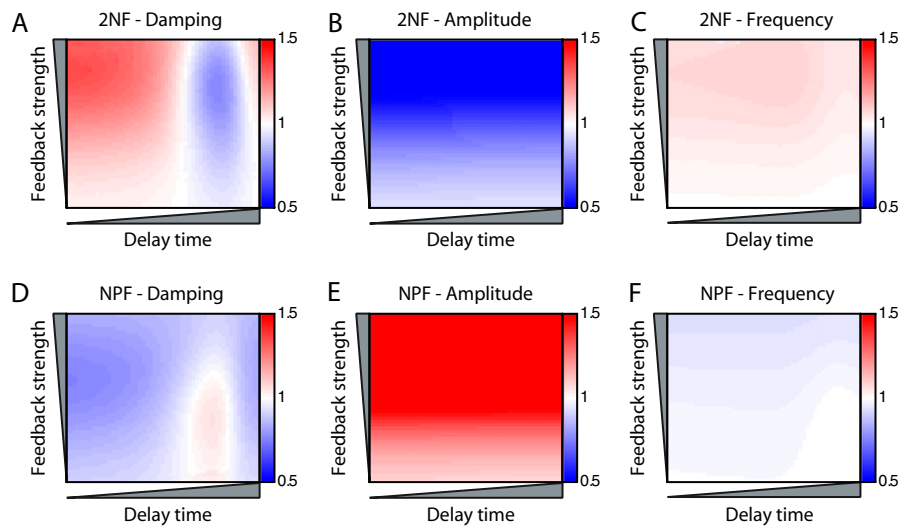 A
2NF - Damping
Feedback strength
1.5
1
0.5
Delay time
B
2NF - Amplitude
Feedback strength
1.5
1
0.5
Delay time
C
2NF - Frequency
Feedback strength
1.5
1
0.5
Delay time
D
NPF - Damping
Feedback strength
1.5
1
0.5
Delay time
E
NPF - Amplitude
Feedback strength
1.5
1
0.5
Delay time
F
NPF - Frequency
Feedback strength
1.5
1
0.5
Delay time